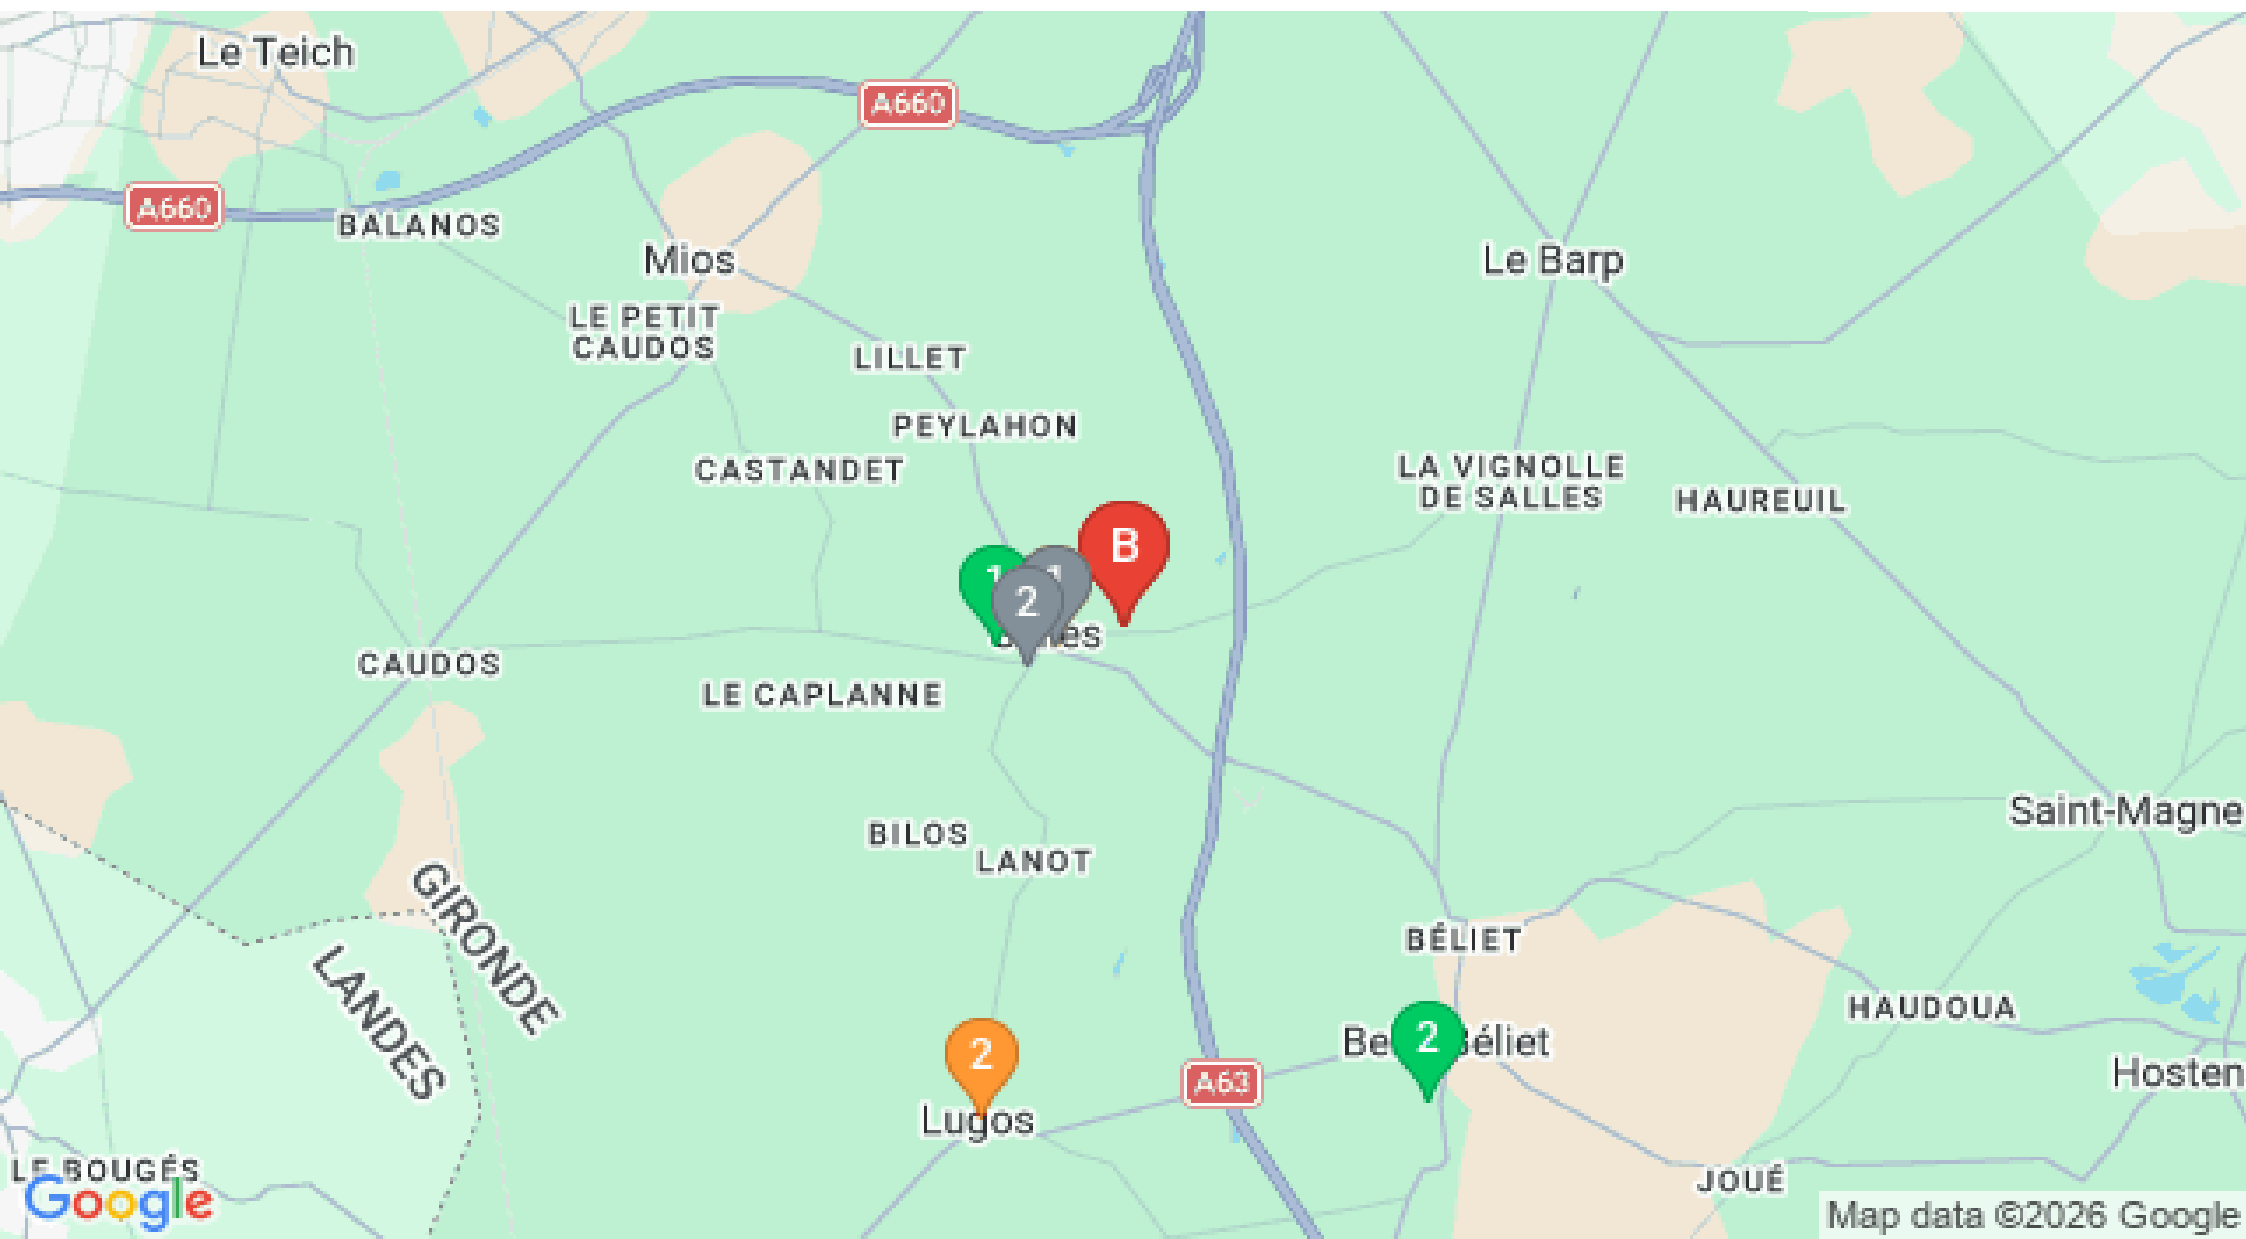 Le Teich
A660
A660
BALANOS
Mios
Le Barp
LE PETIT
CAUDOS
LILLET
PEYLAHON
CASTANDET
LA VIGNOLLE
DE SALLES
HAUREUIL
B
1
1
2
CAUDOS
LE CAPLANNE
Saint-Magne
BILOS
LANOT
GIRONDE
LANDES
BÉLIET
HAUDOUA
2
2
A63
Hosten
Lugos
LE BOUGÉS
JOUÉ
Google
Map data ©2026 Google